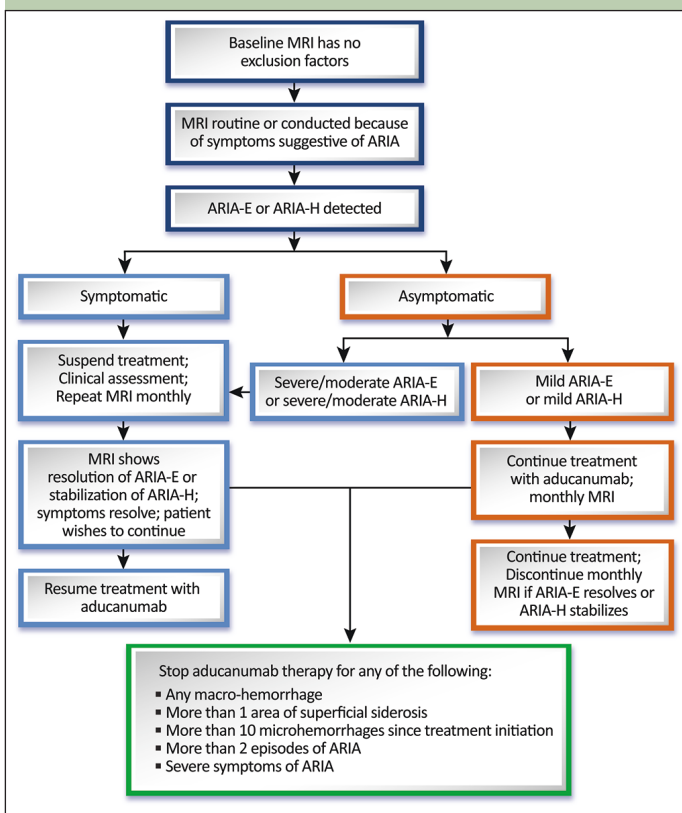 Baseline MRI has no
exclusion factors
MRI routine or conducted because
of symptoms suggestive of ARIA
ARIA-E or ARIA-H detected
Symptomatic
Asymptomatic
Suspend treatment;
Clinical assessment;
Repeat MRI monthly
Severe/moderate ARIA-E
or severe/moderate ARIA-H
Mild ARIA-E
or mild ARIA-H
MRI shows
resolution of ARIA-E or
stabilization of ARIA-H;
symptoms resolve; patient
wishes to continue
Continue treatment
with aducanumab;
monthly MRI
Resume treatment with
aducanumab
Continue treatment;
Discontinue monthly
MRI if ARIA-E resolves or
ARIA-H stabilizes
Stop aducanumab therapy for any of the following:
▪ Any macro-hemorrhage
▪ More than 1 area of superficial siderosis
▪ More than 10 microhemorrhages since treatment initiation
▪ More than 2 episodes of ARIA
▪ Severe symptoms of ARIA